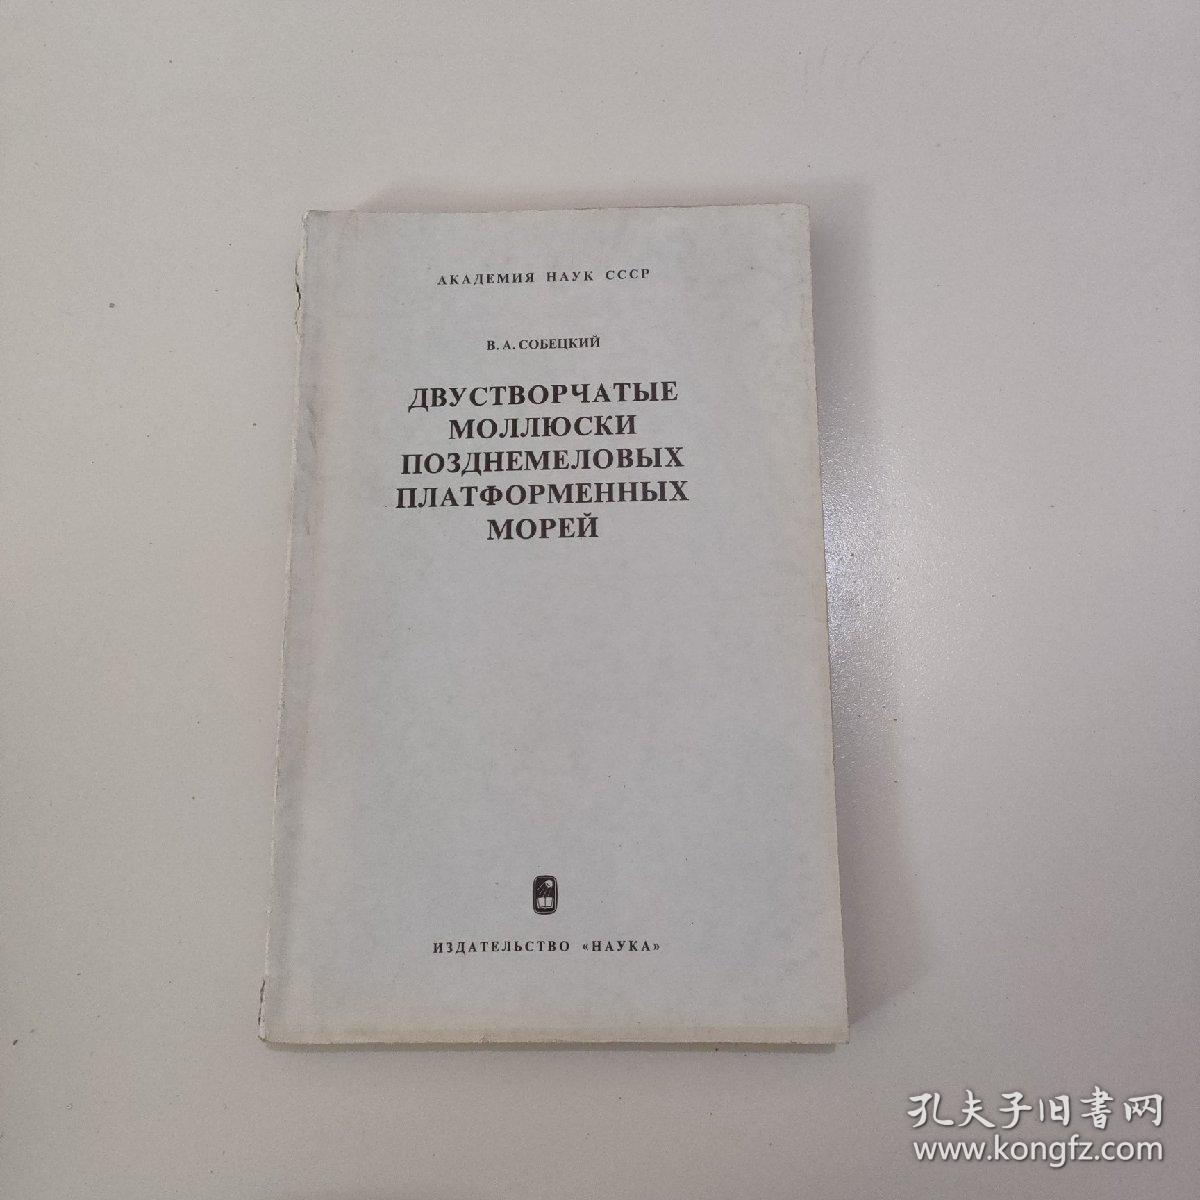 АКАДЕМИЯ НАУК СССР
В. А. СОБЕЦКИЙ
ДВУСТВОРЧАТЫЕ
МОЛЛЮСКИ
ПОЗДНЕМЕЛОВЫХ
ПЛАТФОРМЕННЫХ
МОРЕЙ
ИЗДАТЕЛЬСТВО «НАУКА»
孔夫子旧书网
www.kongfz.com